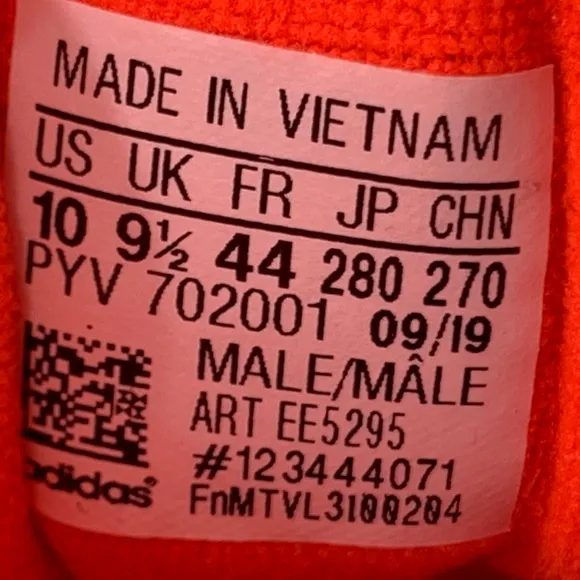 MADE IN VIETNAM
US UK FR JP CHN
10 9½ 44 280 270
PYV 702001 09/19
MALE/MÂLE
ART EE5295
#123444071
adidas® FnMTVL3100204